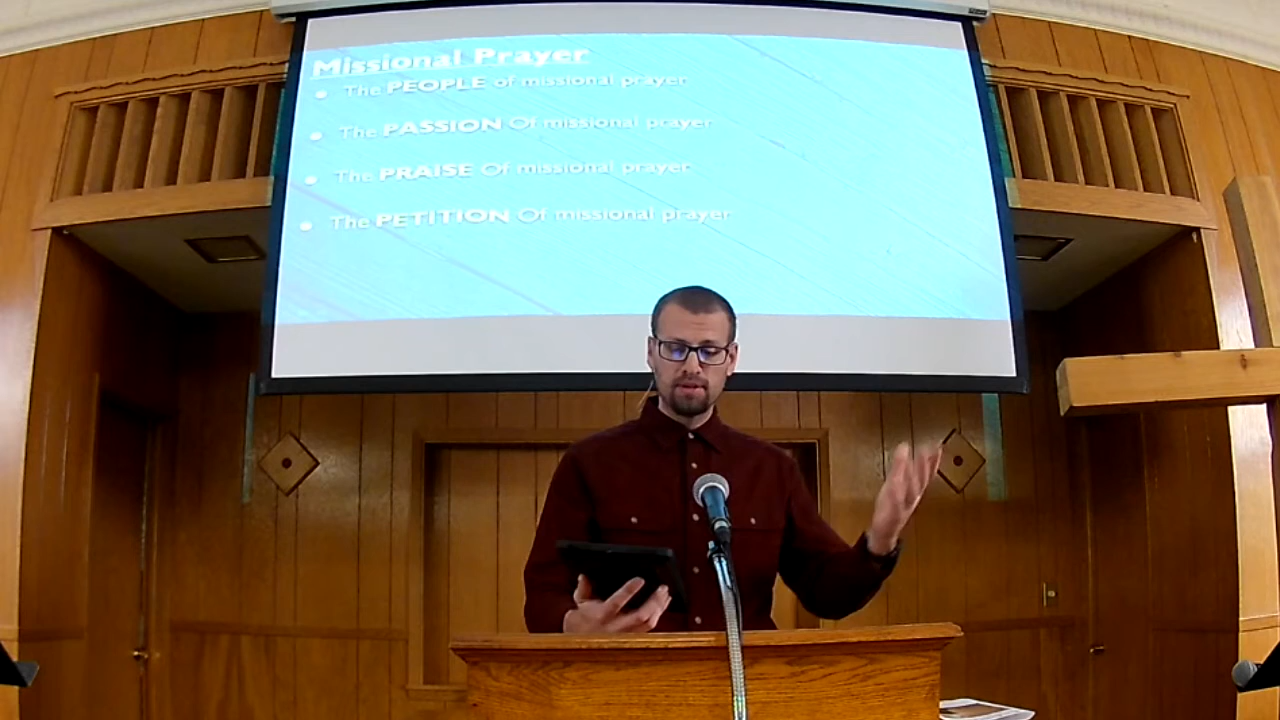 Missional Prayer
• The PEOPLE of missional prayer
• The PASSION Of missional prayer
• The PRAISE Of missional prayer
• The PETITION Of missional prayer